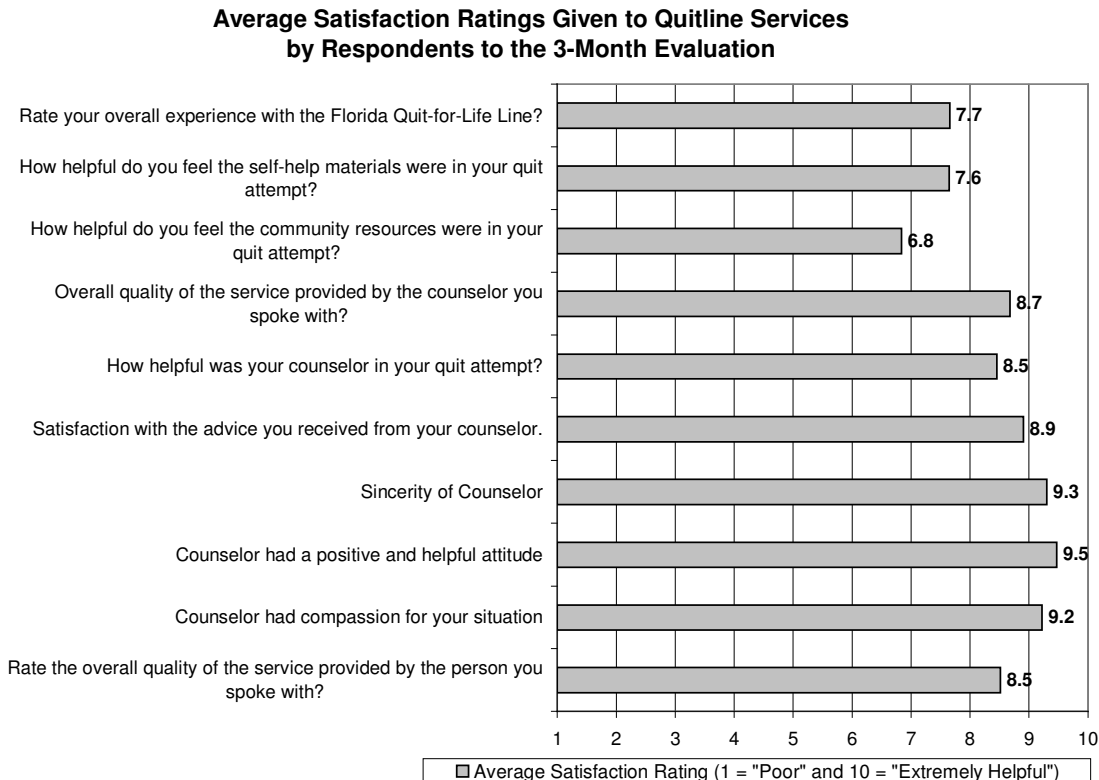 Average Satisfaction Ratings Given to Quitline Services
by Respondents to the 3-Month Evaluation
Rate your overall experience with the Florida Quit-for-Life Line?
7.7
How helpful do you feel the self-help materials were in your quit
attempt?
7.6
How helpful do you feel the community resources were in your
quit attempt?
6.8
Overall quality of the service provided by the counselor you
spoke with?
8.7
How helpful was your counselor in your quit attempt?
8.5
Satisfaction with the advice you received from your counselor.
8.9
Sincerity of Counselor
9.3
Counselor had a positive and helpful attitude
9.5
Counselor had compassion for your situation
9.2
Rate the overall quality of the service provided by the person you
spoke with?
8.5
1 2 3 4 5 6 7 8 9 10
Average Satisfaction Rating (1 = "Poor" and 10 = "Extremely Helpful")